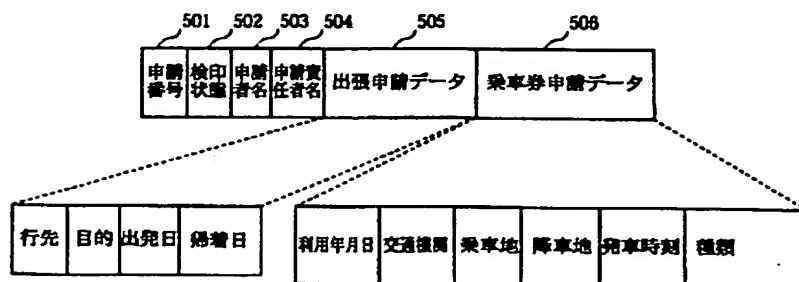 501 502 503 504 505 506
申請番号 検印状態 申請者名 申請責任者名 出張申請データ 乗車券申請データ
行先 目的 出発日 帰着日
利用年月日 交通機関 乗車地 降車地 発車時刻 種類